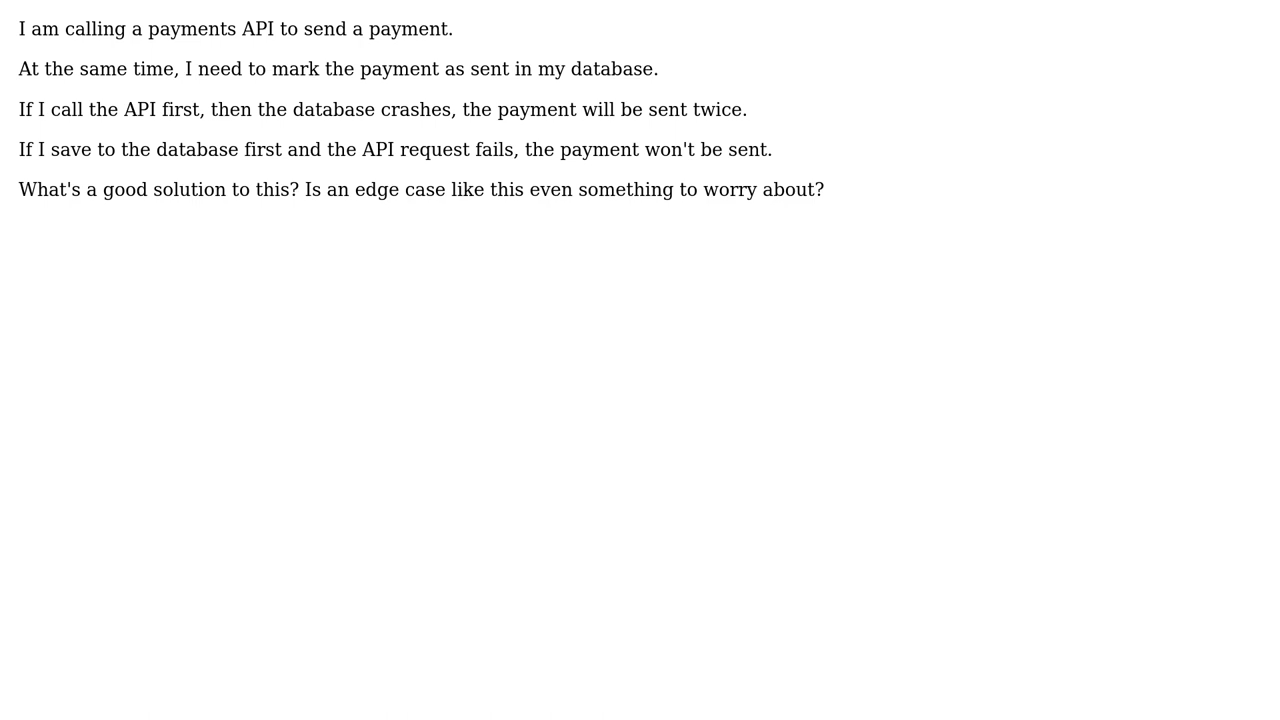 I am calling a payments API to send a payment.
At the same time, I need to mark the payment as sent in my database.
If I call the API first, then the database crashes, the payment will be sent twice.
If I save to the database first and the API request fails, the payment won't be sent.
What's a good solution to this? Is an edge case like this even something to worry about?